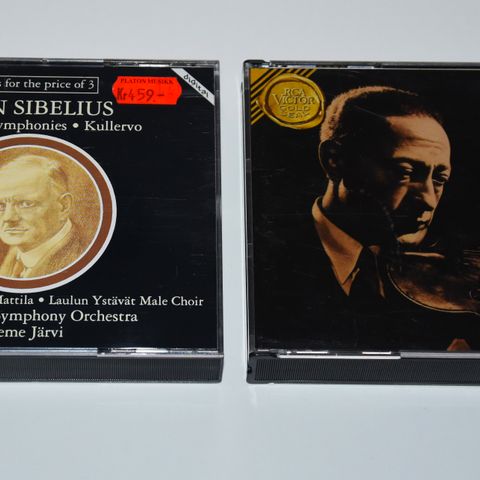 s for the price of 3
PLATON MUSIKK
Kr 459.-
DIGITAL
N SIBELIUS
ymphonies • Kullervo
Mattila • Laulun Ystävät Male Choir
Symphony Orchestra
eme Järvi
RCA
VICTOR
GOLD
SEAL